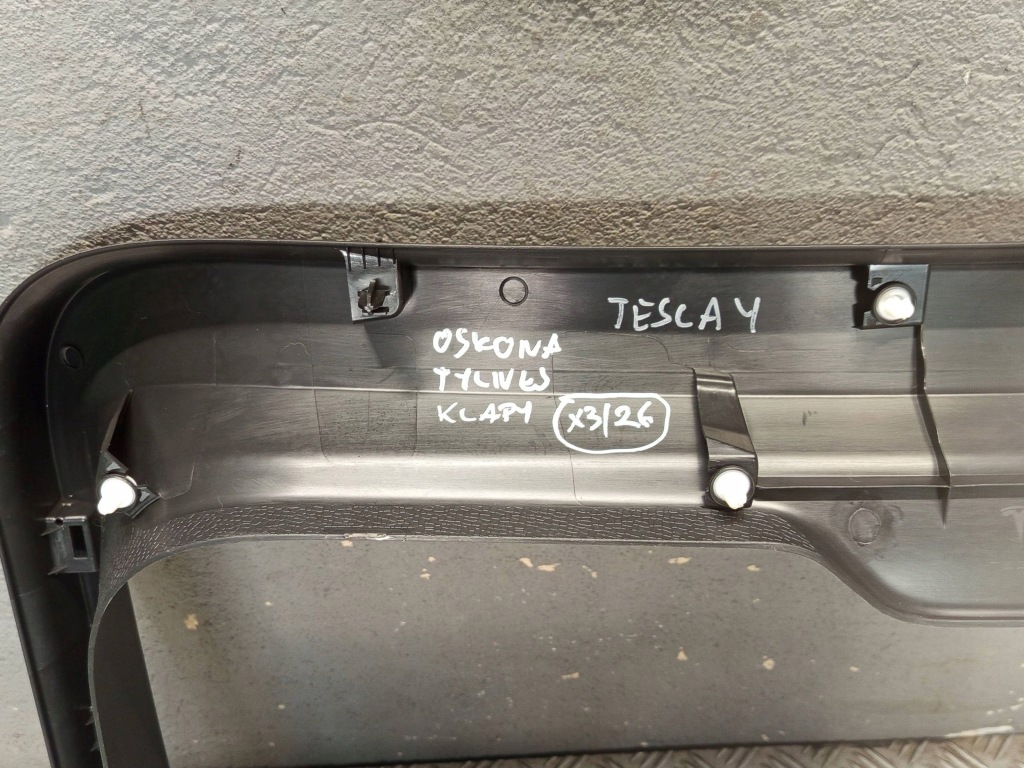 TESLA Y
OSŁONA
TYLNEJ
KLAPY
X3/26